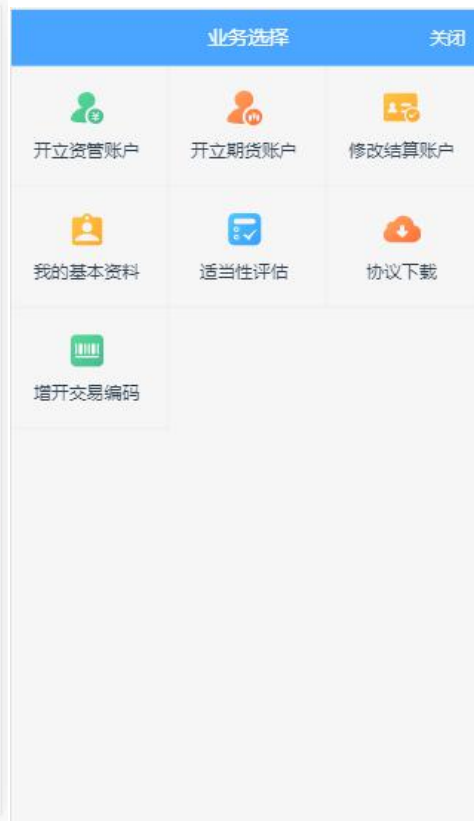 业务选择 关闭
开立资管账户 开立期货账户 修改结算账户
我的基本资料 适当性评估 协议下载
增开交易编码